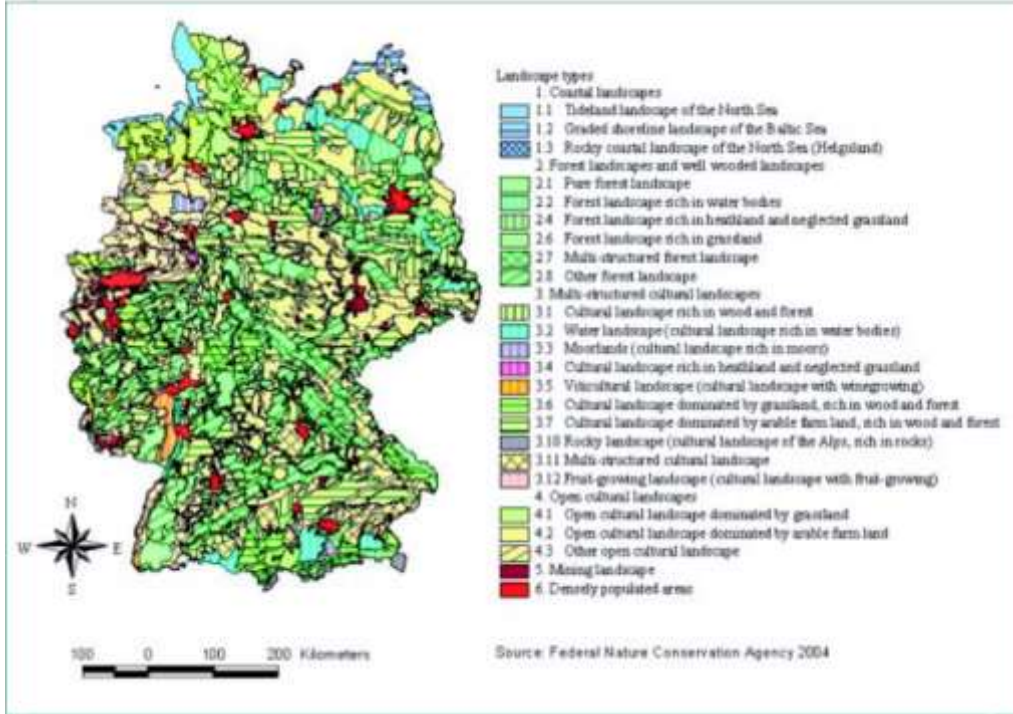 Landscape types
1. Coastal landscapes
1.1 Tideland landscape of the North Sea
1.2 Graded shoreline landscape of the Baltic Sea
1.3 Rocky coastal landscape of the North Sea (Helgoland)
2. Forest landscapes and well wooded landscapes
2.1 Pure forest landscape
2.2 Forest landscape rich in water bodies
2.4 Forest landscape rich in heathland and neglected grassland
2.6 Forest landscape rich in grassland
2.7 Multi-structured forest landscape
2.8 Other forest landscape
3. Multi-structured cultural landscapes
3.1 Cultural landscape rich in wood and forest
3.2 Water landscape (cultural landscape rich in water bodies)
3.3 Moorlands (cultural landscape rich in moors)
3.4 Cultural landscape rich in heathland and neglected grassland
3.5 Viticultural landscape (cultural landscape with winegrowing)
3.6 Cultural landscape dominated by grassland, rich in wood and forest
3.7 Cultural landscape dominated by arable farm land, rich in wood and forest
3.10 Rocky landscape (cultural landscape of the Alps, rich in rocks)
3.11 Multi-structured cultural landscape
3.12 Fruit-growing landscape (cultural landscape with fruit-growing)
4. Open cultural landscapes
4.1 Open cultural landscape dominated by grassland
4.2 Open cultural landscape dominated by arable farm land
4.3 Other open cultural landscape
5. Mining landscape
6. Densely populated areas
N
W E
S
100 0 100 200 Kilometers
Source: Federal Nature Conservation Agency 2004